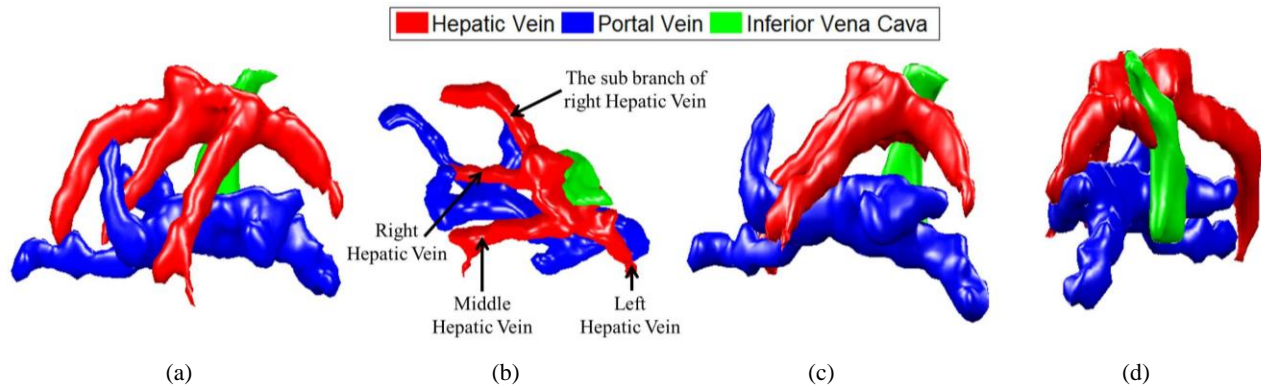 Hepatic Vein Portal Vein Inferior Vena Cava
The sub branch of
right Hepatic Vein
Right
Hepatic Vein
Middle
Hepatic Vein
Left
Hepatic Vein
(a) (b) (c) (d)